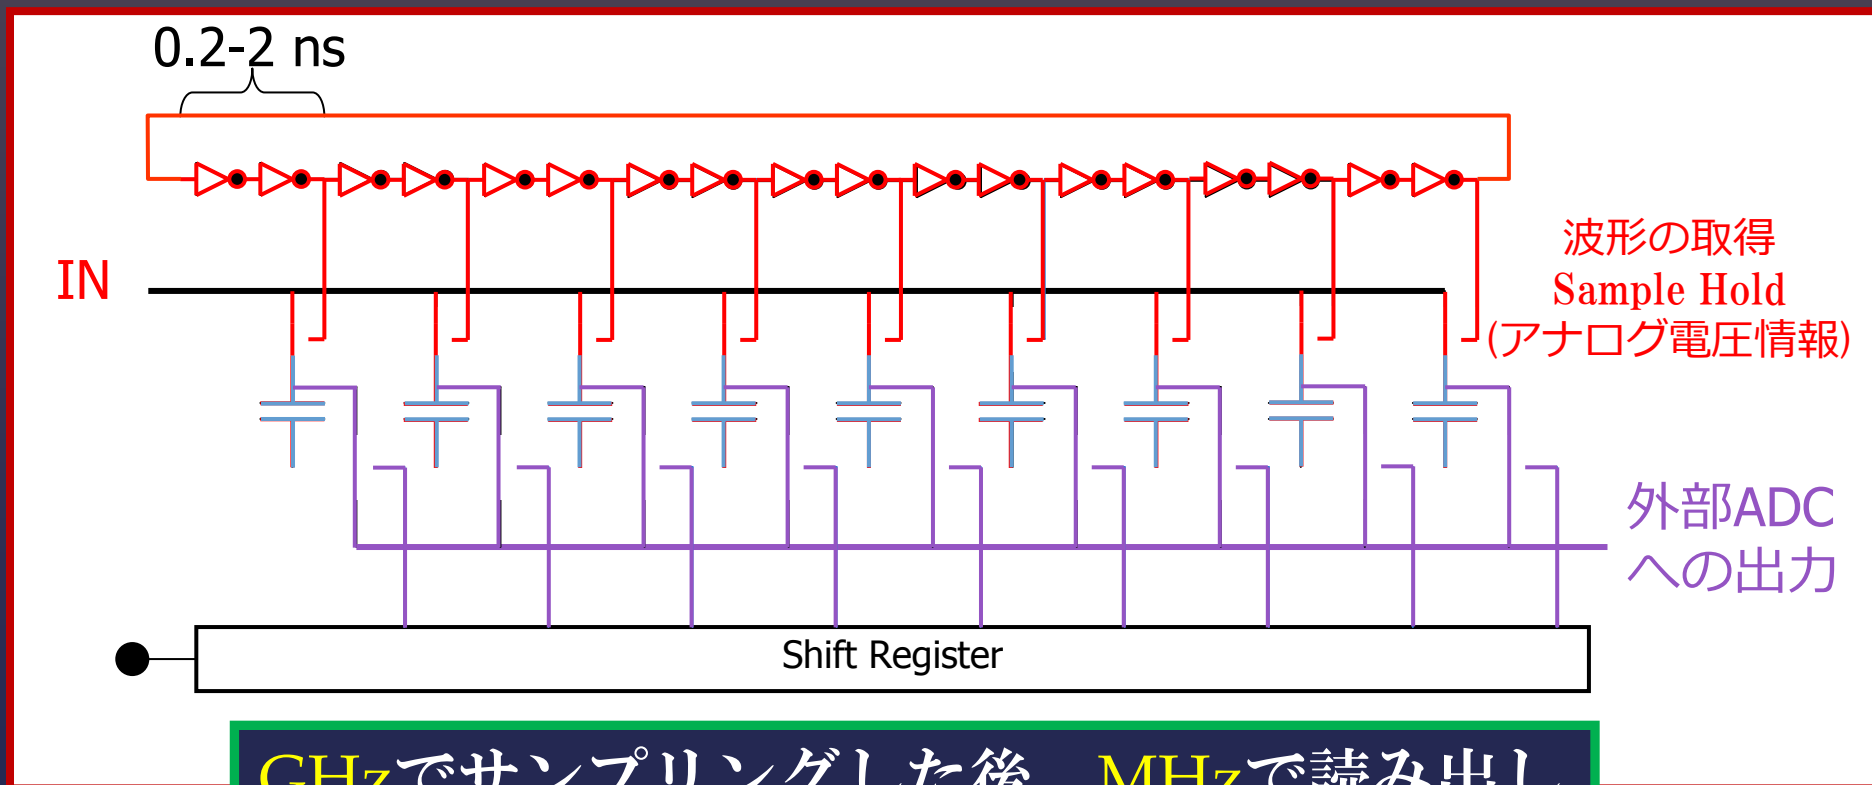 0.2-2 ns
IN
波形の取得
Sample Hold
(アナログ電圧情報)
外部ADC
への出力
Shift Register
GHzでサンプリングした後、MHzで読み出し